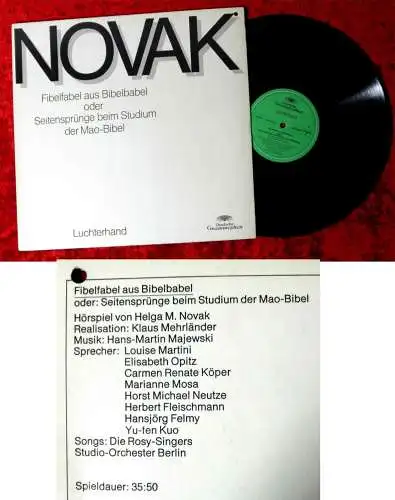 NOVAK
Fibelfabel aus Bibelbabel
oder
Seitensprünge beim Studium
der Mao-Bibel
Luchterhand
Deutsche
Grammophon
Fibelfabel aus Bibelbabel
oder: Seitensprünge beim Studium der Mao-Bibel
Hörspiel von Helga M. Novak
Realisation: Klaus Mehrländer
Musik: Hans-Martin Majewski
Sprecher: Louise Martini
Elisabeth Opitz
Carmen Renate Köper
Marianne Mosa
Horst Michael Neutze
Herbert Fleischmann
Hansjörg Felmy
Yu-fen Kuo
Songs: Die Rosy-Singers
Studio-Orchester Berlin
Spieldauer: 35:50